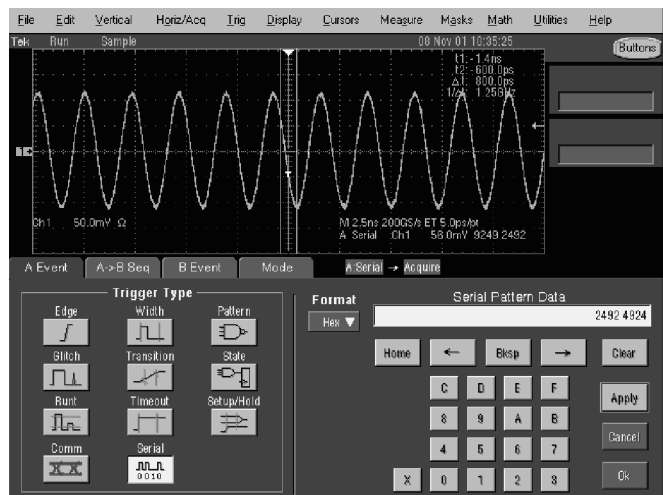 File Edit Vertical Horiz/Acq Trig Display Cursors Measure Masks Math Utilities Help
Tek Run Sample 08 Nov 01 10:35:25 Buttons
t1: -1.4ns
t2: -600.0ps
Δt: 800.0ps
1/Δt: 1.25GHz
1
Ch1 50.0mV Ω M 2.5ns 200GS/s ET 5.0ps/pt
A Serial Ch1 58.0mV 9249 2492
A Event A->B Seq B Event Mode A:Serial → Acquire
Trigger Type
Edge Width Pattern
Glitch Transition State
Runt Timeout Setup/Hold
Comm Serial
0010
Format Serial Pattern Data
Hex 2492 4924
Home ← Bksp → Clear
C D E F Apply
8 9 A B
4 5 6 7 Cancel
X 0 1 2 3 Ok